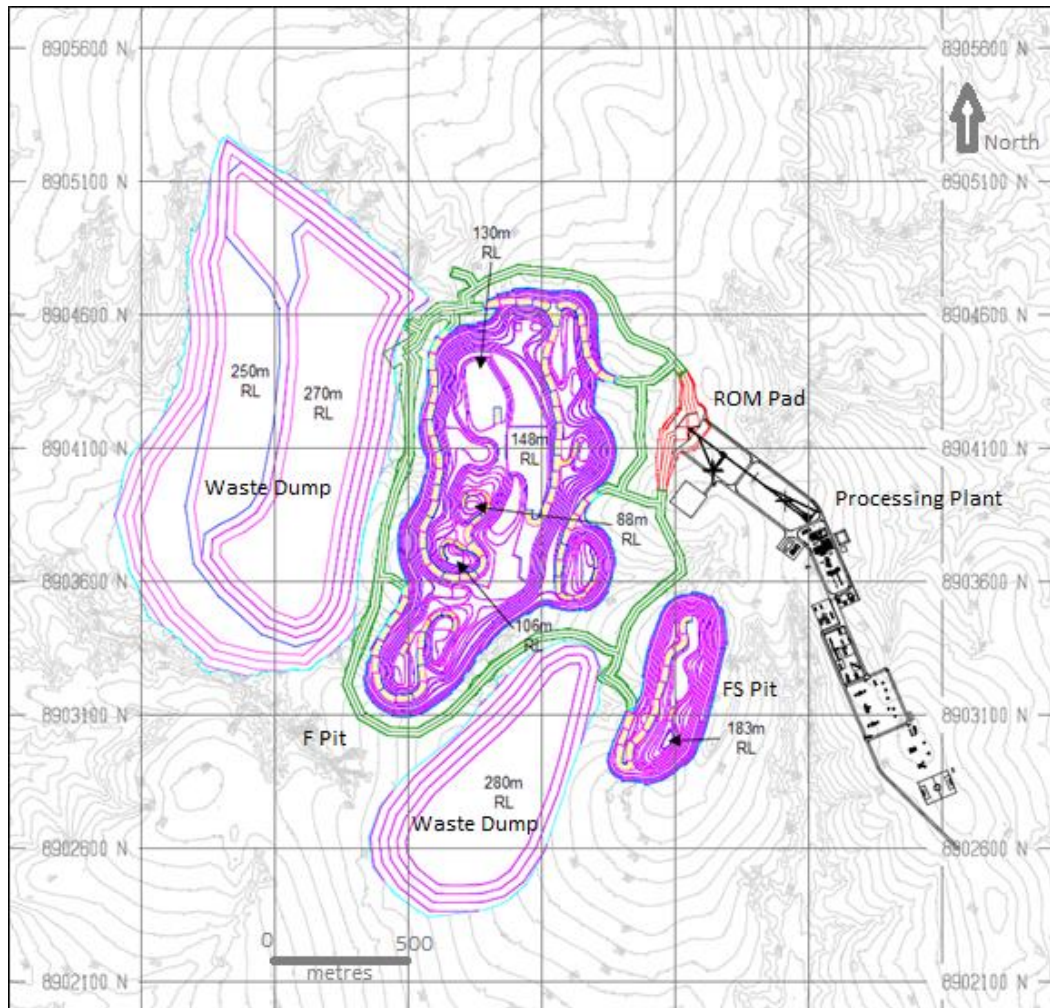 8905600 N
8905600 N
North
8905100 N
8905100 N
130m
RL
8904600 N
8904600 N
250m
RL
270m
RL
ROM Pad
148m
RL
8904100 N
8904100 N
Waste Dump
Processing Plant
88m
RL
8903600 N
8903600 N
106m
RL
FS Pit
8903100 N
8903100 N
F Pit
183m
RL
280m
RL
Waste Dump
8902600 N
8902600 N
0
500
metres
8902100 N
8902100 N